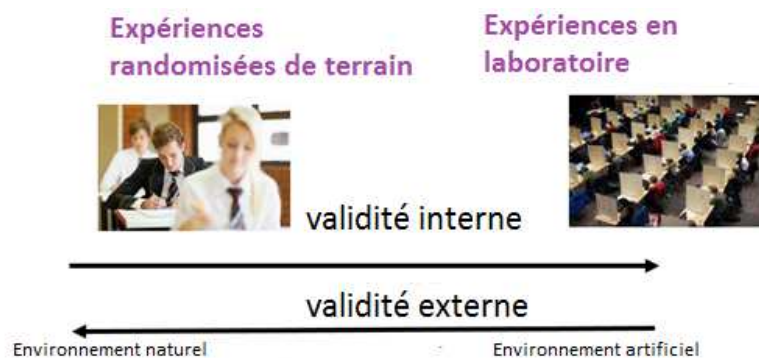 Expériences
randomisées de terrain
Expériences en
laboratoire
validité interne
validité externe
Environnement naturel
Environnement artificiel